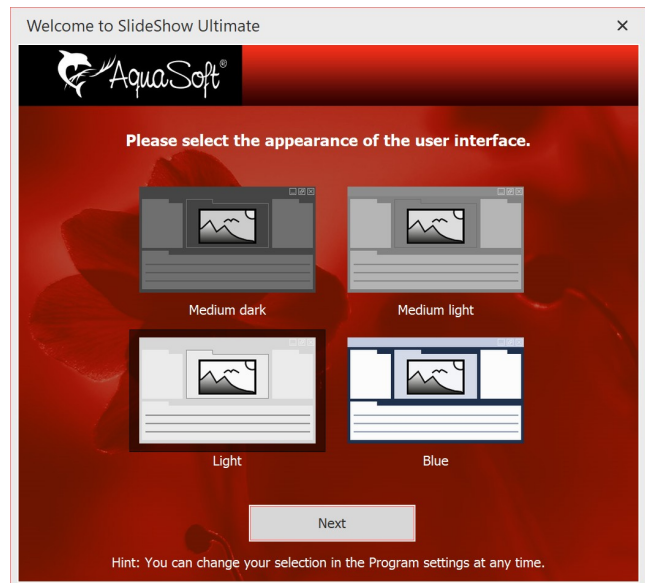 Welcome to SlideShow Ultimate
AquaSoft®
Please select the appearance of the user interface.
Medium dark
Medium light
Light
Blue
Next
Hint: You can change your selection in the Program settings at any time.